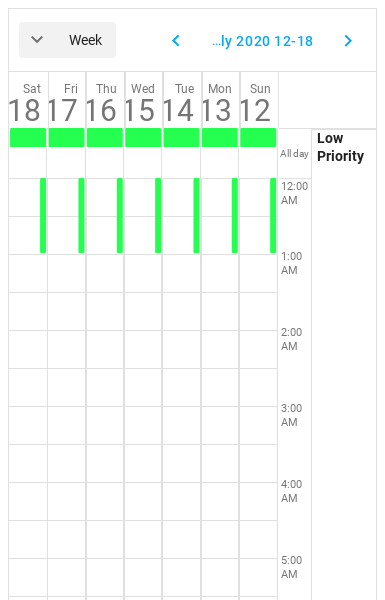 Week
…ly 2020 12-18
Sat Fri Thu Wed Tue Mon Sun
18 17 16 15 14 13 12
All day
Low
Priority
12:00
AM
1:00
AM
2:00
AM
3:00
AM
4:00
AM
5:00
AM